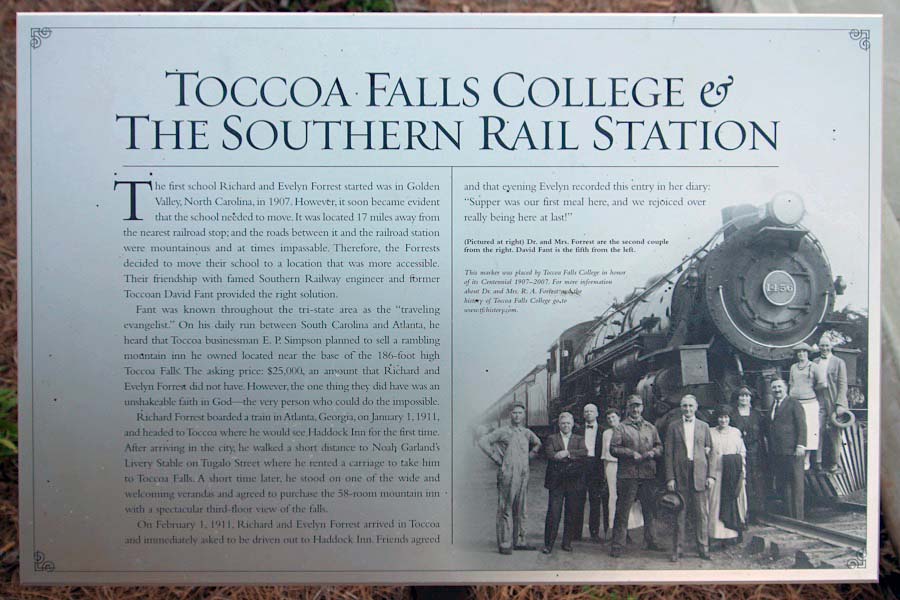 TOCCOA FALLS COLLEGE &
THE SOUTHERN RAIL STATION
The first school Richard and Evelyn Forrest started was in Golden
Valley, North Carolina, in 1907. However, it soon became evident
that the school needed to move. It was located 17 miles away from
the nearest railroad stop; and the roads between it and the railroad station
were mountainous and at times impassable. Therefore, the Forrests
decided to move their school to a location that was more accessible.
Their friendship with famed Southern Railway engineer and former
Toccoan David Fant provided the right solution.
Fant was known throughout the tri-state area as the “traveling
evangelist.” On his daily run between South Carolina and Atlanta, he
heard that Toccoa businessman E. P. Simpson planned to sell a rambling
mountain inn he owned located near the base of the 186-foot high
Toccoa Falls. The asking price: $25,000, an amount that Richard and
Evelyn Forrest did not have. However, the one thing they did have was an
unshakeable faith in God—the very person who could do the impossible.
Richard Forrest boarded a train in Atlanta, Georgia, on January 1, 1911,
and headed to Toccoa where he would see Haddock Inn for the first time.
After arriving in the city, he walked a short distance to Noah Garland’s
Livery Stable on Tugalo Street where he rented a carriage to take him
to Toccoa Falls. A short time later, he stood on one of the wide and
welcoming verandas and agreed to purchase the 58-room mountain inn
with a spectacular third-floor view of the falls.
On February 1, 1911, Richard and Evelyn Forrest arrived in Toccoa
and immediately asked to be driven out to Haddock Inn. Friends agreed
and that evening Evelyn recorded this entry in her diary:
“Supper was our first meal here, and we rejoiced over
really being here at last!”
(Pictured at right) Dr. and Mrs. Forrest are the second couple
from the right. David Fant is the fifth from the left.
This marker was placed by Toccoa Falls College in honor
of its Centennial 1907–2007. For more information
about Dr. and Mrs. R. A. Forrest and the
history of Toccoa Falls College go to
www.tfchistory.com.
1456